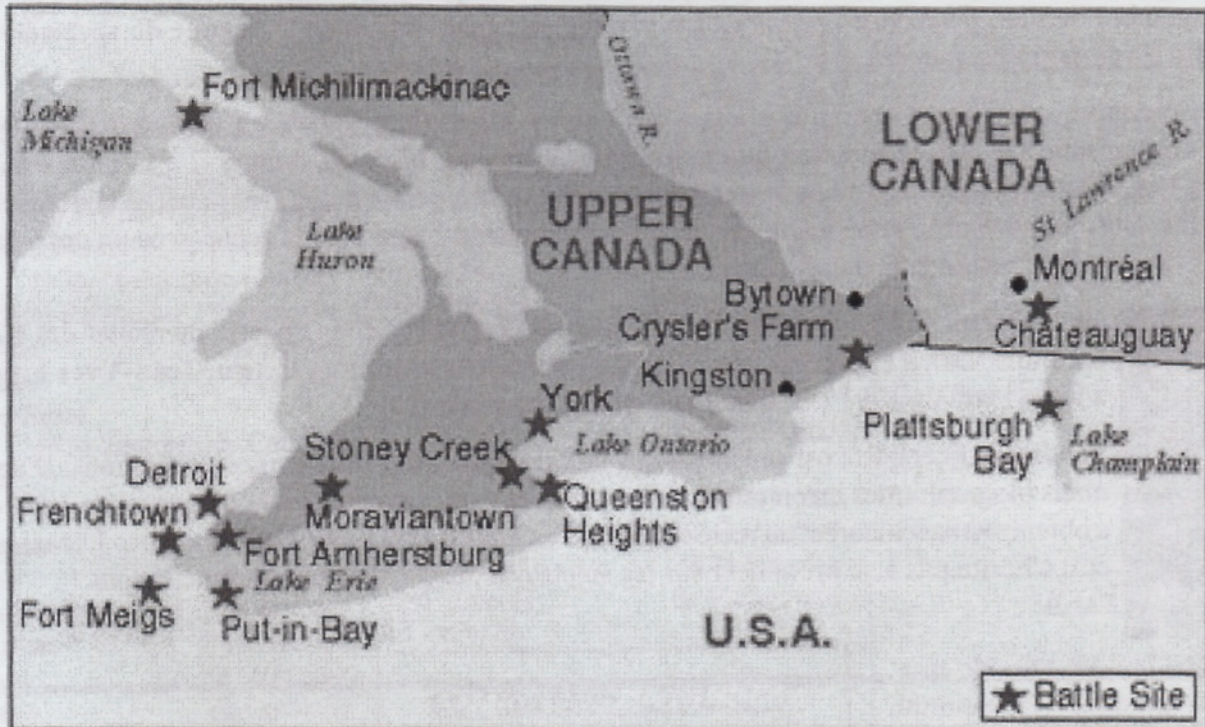 Fort Michilimackinac
Lake
Michigan
Ottawa R.
LOWER
CANADA
St Lawrence R.
UPPER
CANADA
Lake
Huron
Montréal
Bytown
Châteauguay
Crysler's Farm
Kingston
York
Lake Ontario
Plattsburgh
Bay
Lake
Champlain
Stoney Creek
Detroit
Queenston
Heights
Frenchtown
Moraviantown
Fort Amherstburg
Lake Erie
Fort Meigs
Put-in-Bay
U.S.A.
Battle Site